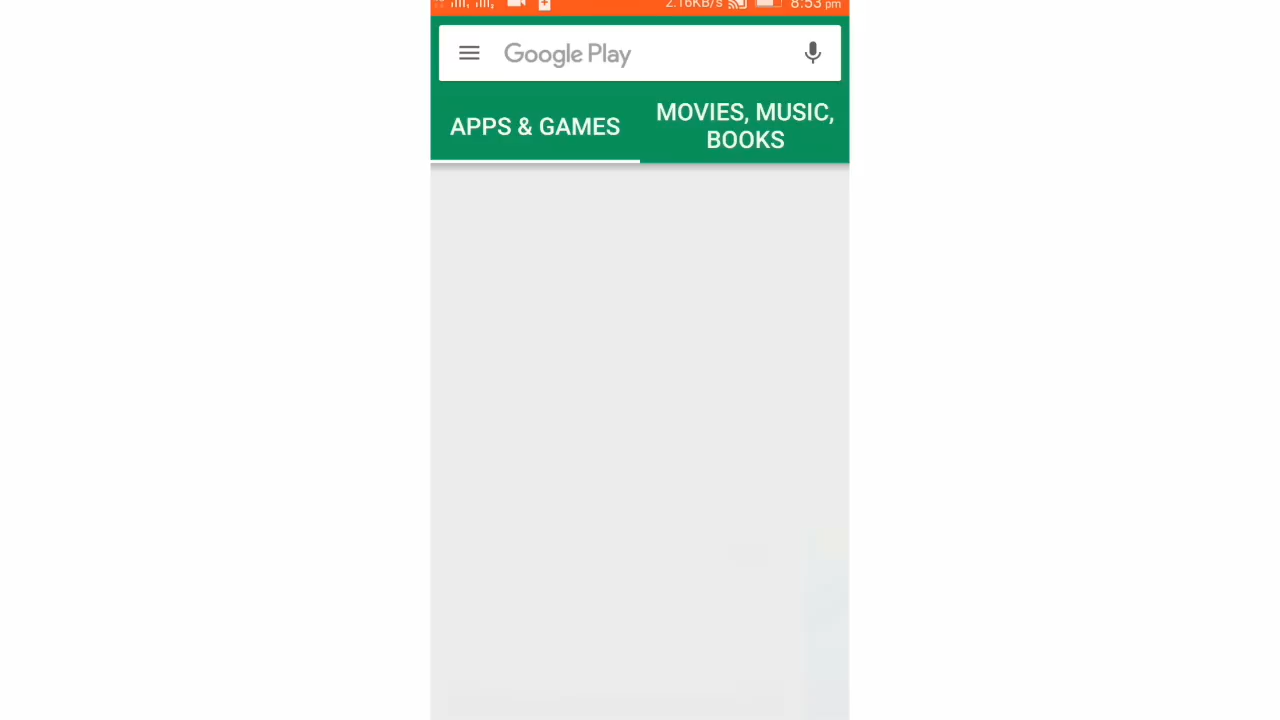 2.16KB/s 8:53 pm
Google Play
APPS & GAMES
MOVIES, MUSIC,
BOOKS